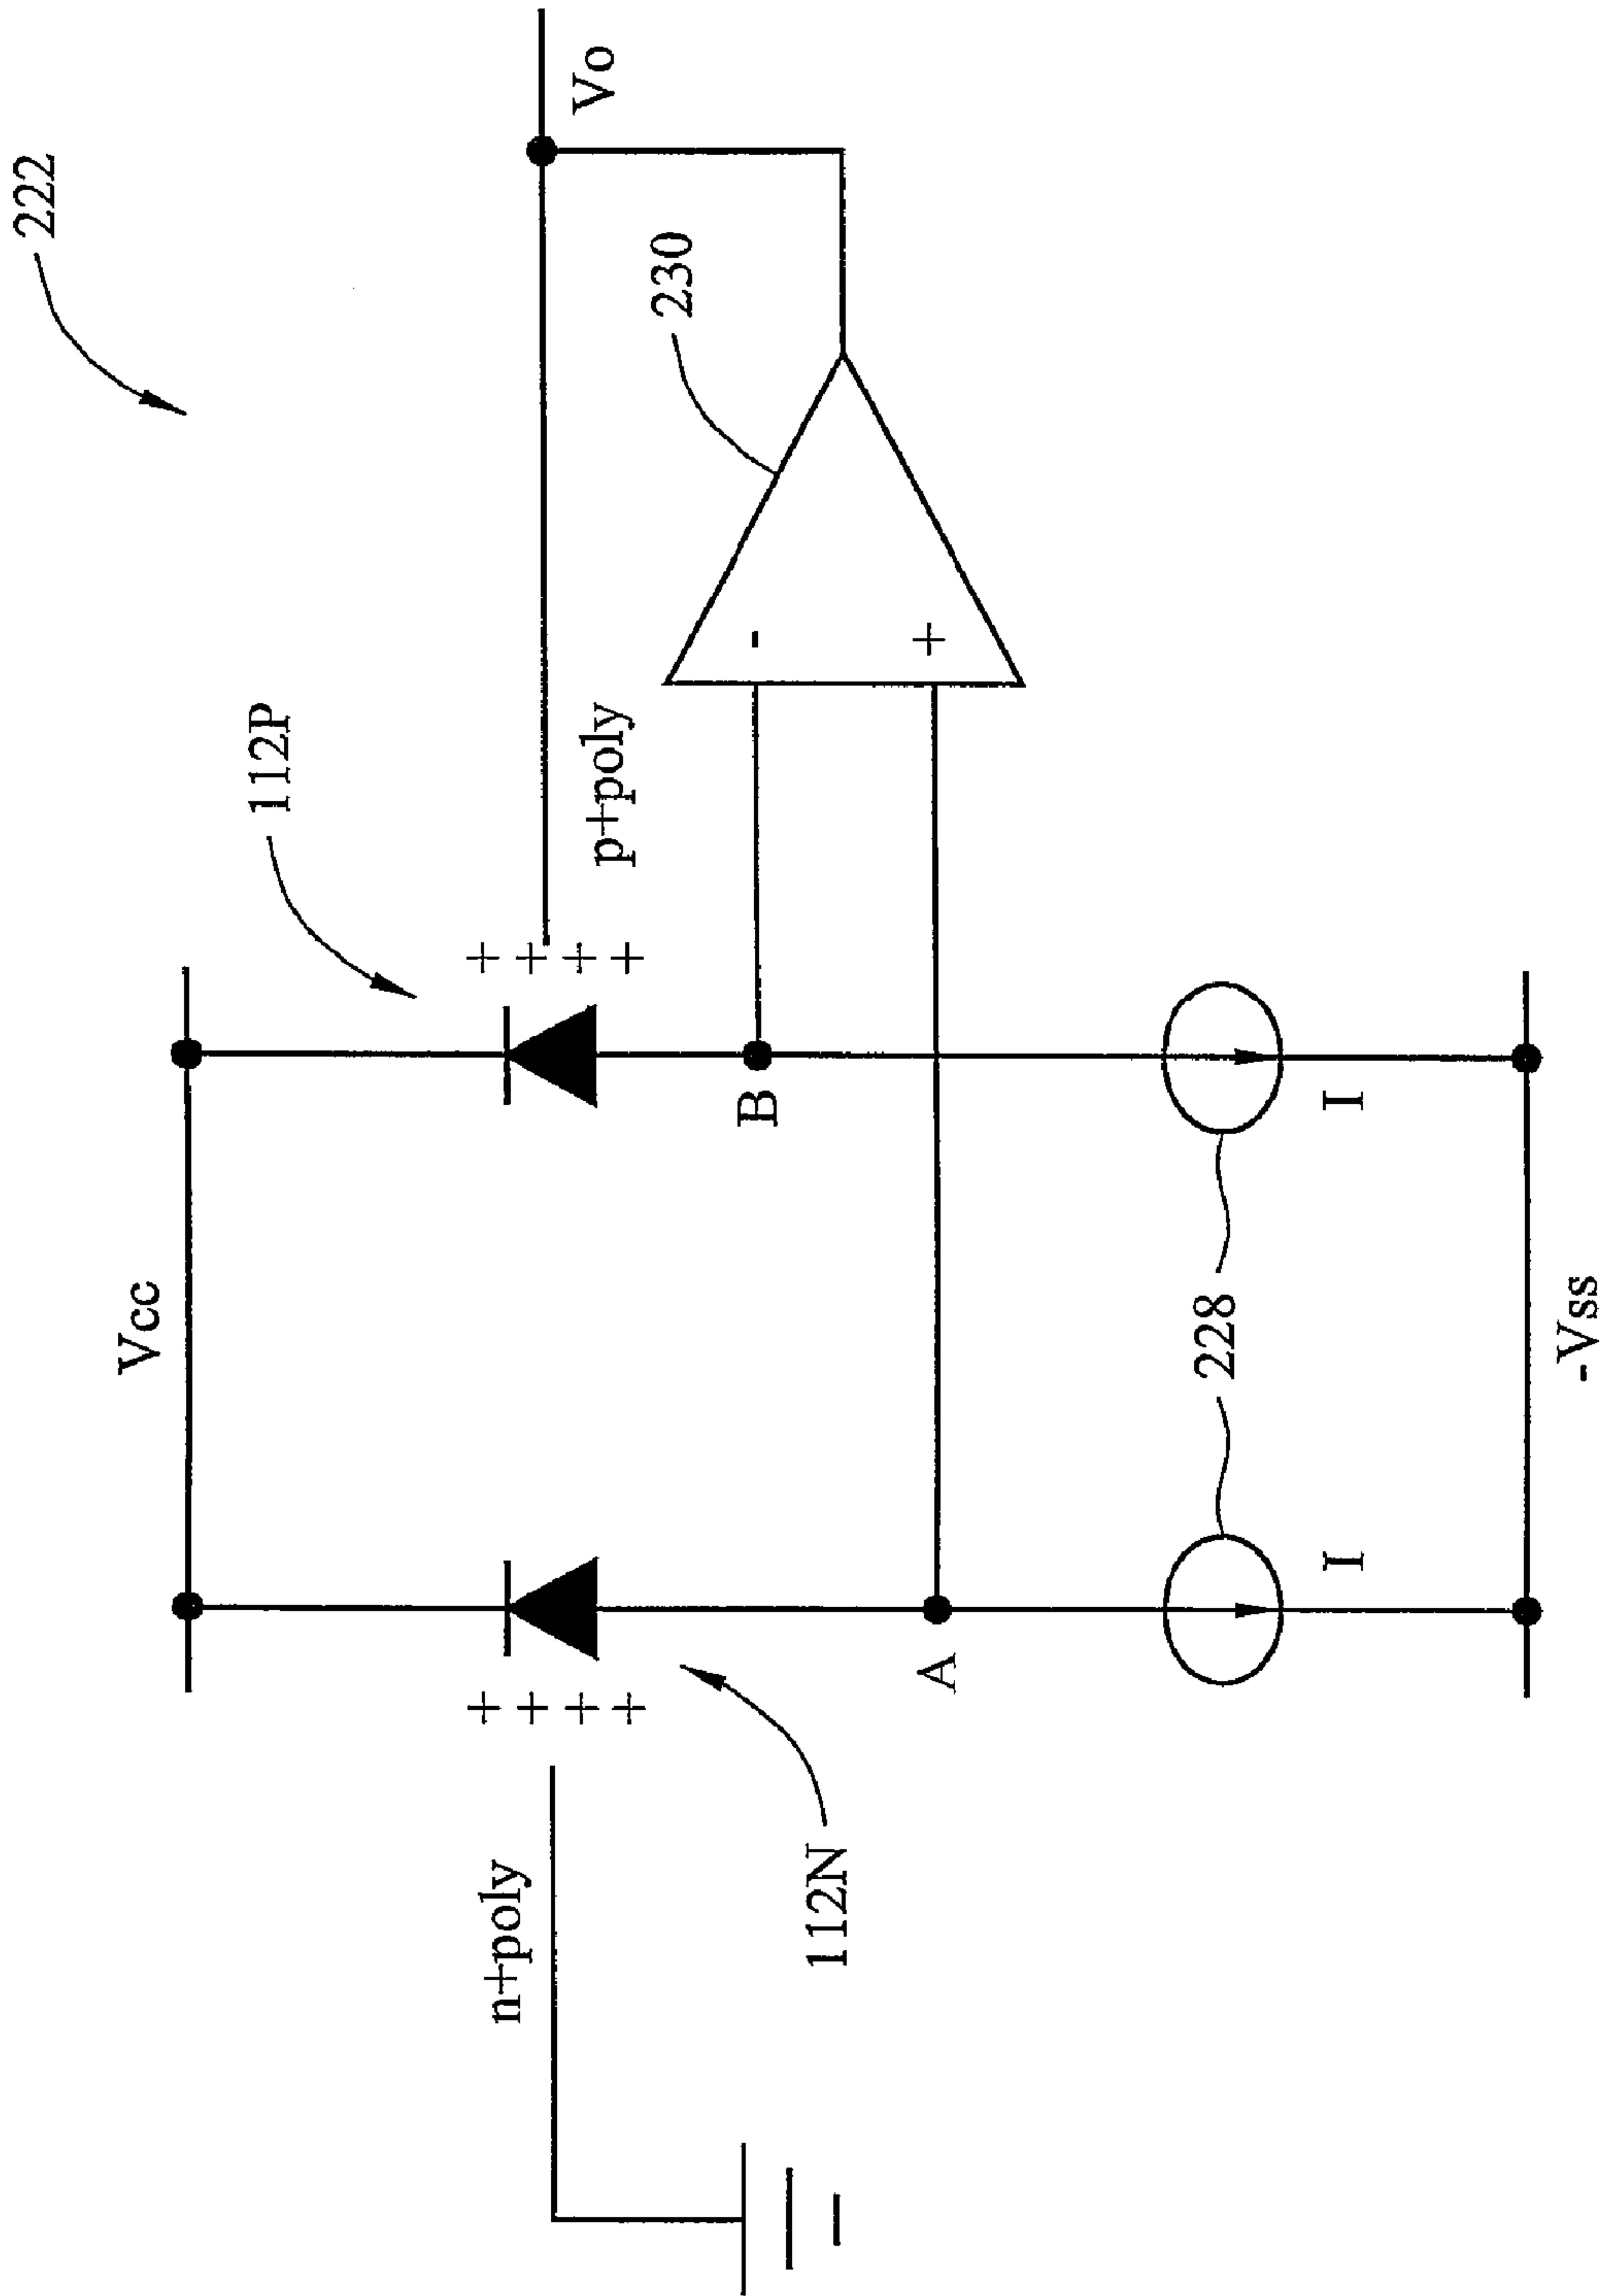 222
Vcc
112P
n+poly
+
+
+
+
+
+
+
+
p+poly
Vo
230
B
-
112N
A
+
228
I
I
-Vss